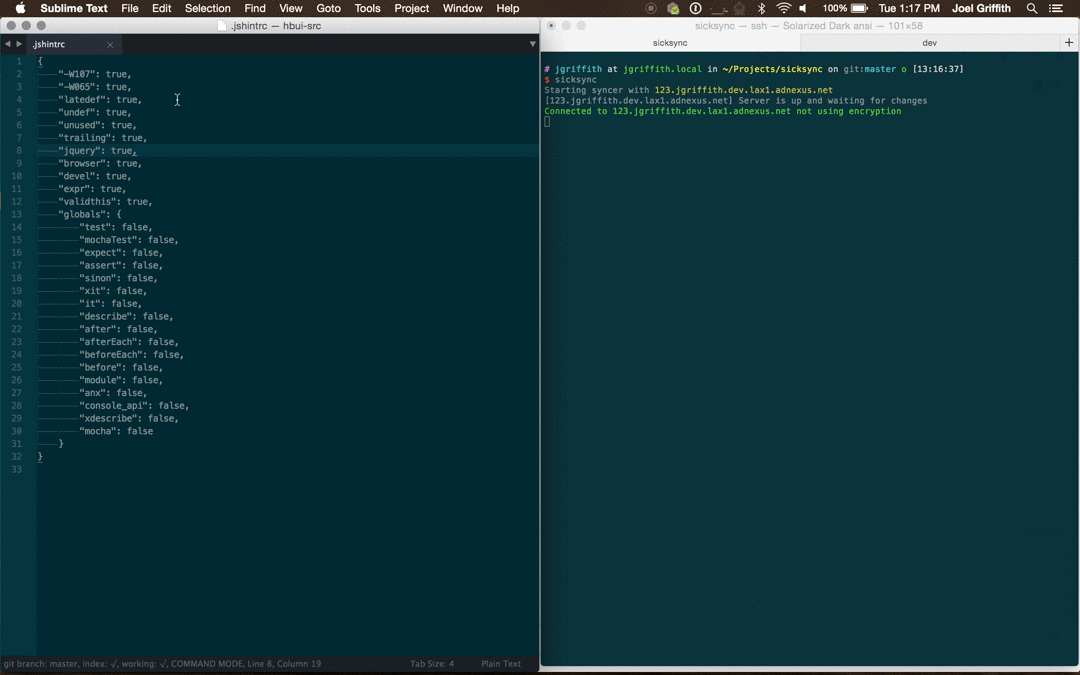 Sublime Text File Edit Selection Find View Goto Tools Project Window Help 100% Tue 1:17 PM Joel Griffith
.jshintrc — hbui-src
.jshintrc ×
1 {
2 "-W107": true,
3 "-W065": true,
4 "latedef": true,
5 "undef": true,
6 "unused": true,
7 "trailing": true,
8 "jquery": true,
9 "browser": true,
10 "devel": true,
11 "expr": true,
12 "validthis": true,
13 "globals": {
14 "test": false,
15 "mochaTest": false,
16 "expect": false,
17 "assert": false,
18 "sinon": false,
19 "xit": false,
20 "it": false,
21 "describe": false,
22 "after": false,
23 "afterEach": false,
24 "beforeEach": false,
25 "before": false,
26 "module": false,
27 "anx": false,
28 "console_api": false,
29 "xdescribe": false,
30 "mocha": false
31 }
32 }
33
git branch: master, index: √, working: √, COMMAND MODE, Line 8, Column 19 Tab Size: 4 Plain Text
sicksync — ssh — Solarized Dark ansi — 101×58
sicksync dev +
# jgriffith at jgriffith.local in ~/Projects/sicksync on git:master o [13:16:37]
$ sicksync
Starting syncer with 123.jgriffith.dev.lax1.adnexus.net
[123.jgriffith.dev.lax1.adnexus.net] Server is up and waiting for changes
Connected to 123.jgriffith.dev.lax1.adnexus.net not using encryption